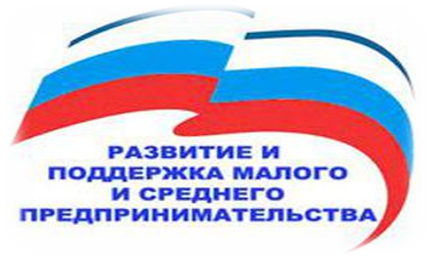 РАЗВИТИЕ И
ПОДДЕРЖКА МАЛОГО
И СРЕДНЕГО
ПРЕДПРИНИМАТЕЛЬСТВА